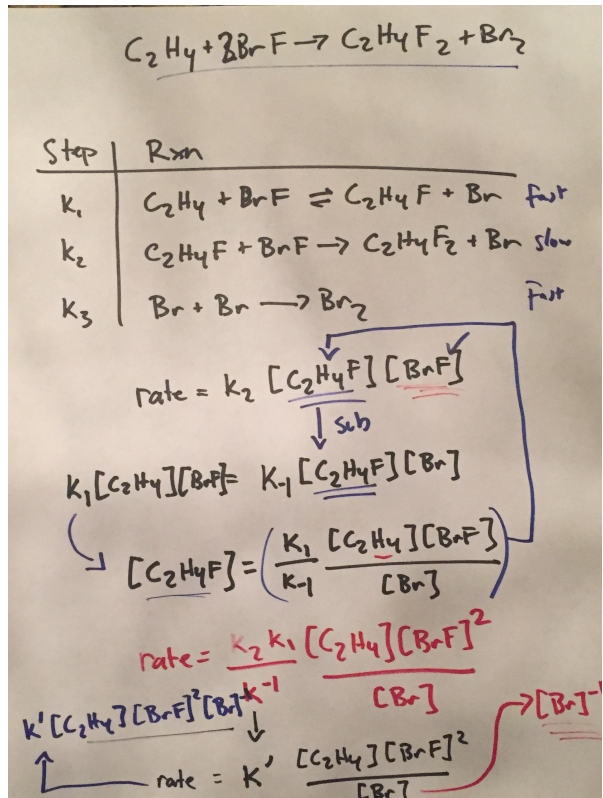 C₂H₄ + 2BrF → C₂H₄F₂ + Br₂
Step | Rxn
K₁ C₂H₄ + BrF ⇌ C₂H₄F + Br fast
K₂ C₂H₄F + BrF → C₂H₄F₂ + Br slow
K₃ Br + Br → Br₂ Fast
rate = K₂ [C₂H₄F][BrF]
↓ sub
K₁[C₂H₄][BrF] = K₋₁[C₂H₄F][Br]
[C₂H₄F] = (K₁/K₋₁ [C₂H₄][BrF]/[Br])
rate = K₂K₁/K⁻¹ [C₂H₄][BrF]²/[Br]
K'[C₂H₄][BrF]²[Br]⁻¹ → [Br]⁻¹
rate = K' [C₂H₄][BrF]²/[Br]